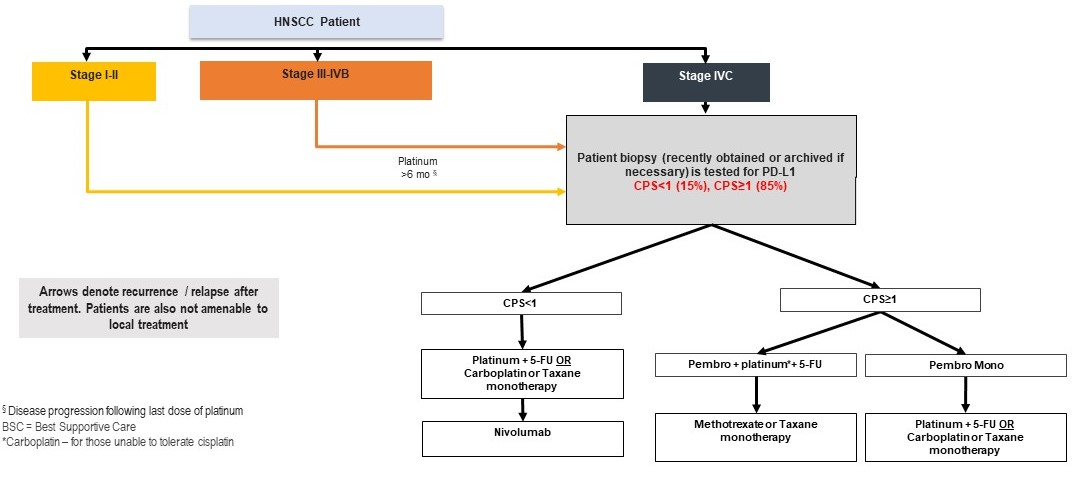 HNSCC Patient
Stage I-II
Stage III-IVB
Stage IVC
Patient biopsy (recently obtained or archived if
necessary) is tested for PD-L1
CPS<1 (15%), CPS≥1 (85%)
Platinum
>6 mo §
Arrows denote recurrence / relapse after
treatment. Patients are also not amenable to
local treatment
CPS<1
CPS≥1
Platinum + 5-FU OR
Carboplatin or Taxane
monotherapy
Pembro + platinum*+ 5-FU
Pembro Mono
Nivolumab
Methotrexate or Taxane
monotherapy
Platinum + 5-FU OR
Carboplatin or Taxane
monotherapy
§ Disease progression following last dose of platinum
BSC = Best Supportive Care
*Carboplatin – for those unable to tolerate cisplatin